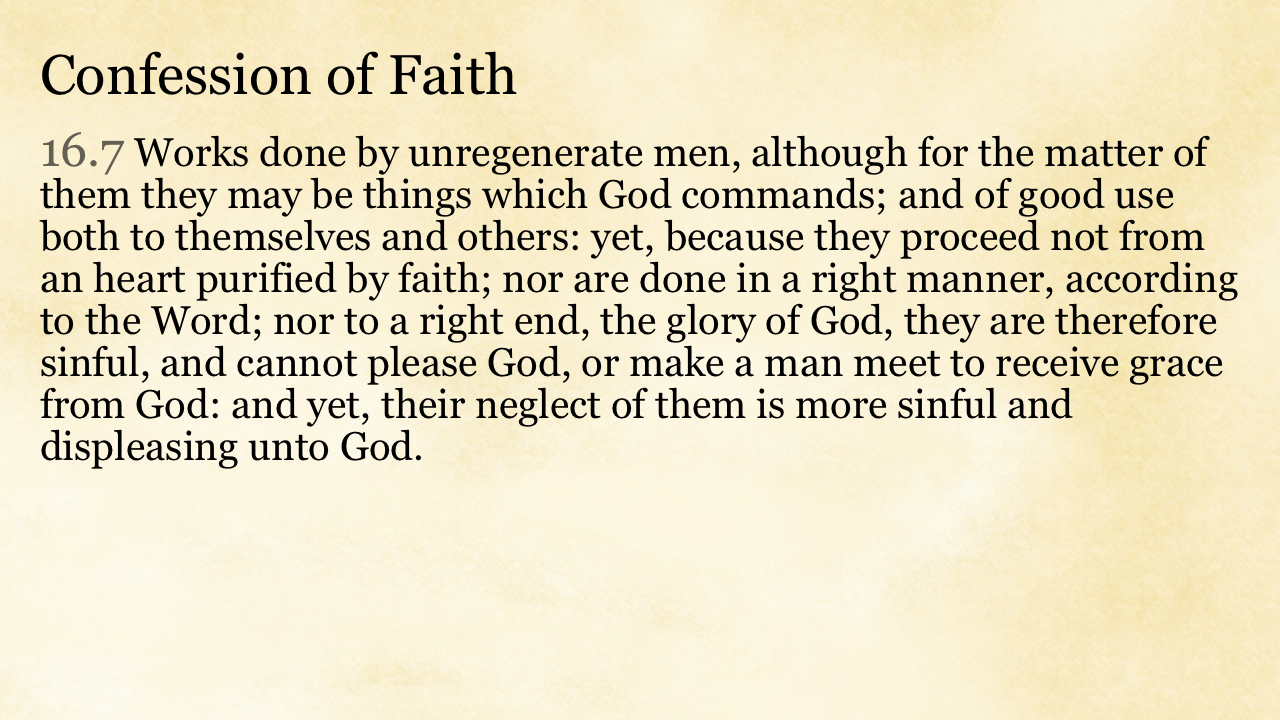 Confession of Faith
16.7 Works done by unregenerate men, although for the matter of
them they may be things which God commands; and of good use
both to themselves and others: yet, because they proceed not from
an heart purified by faith; nor are done in a right manner, according
to the Word; nor to a right end, the glory of God, they are therefore
sinful, and cannot please God, or make a man meet to receive grace
from God: and yet, their neglect of them is more sinful and
displeasing unto God.